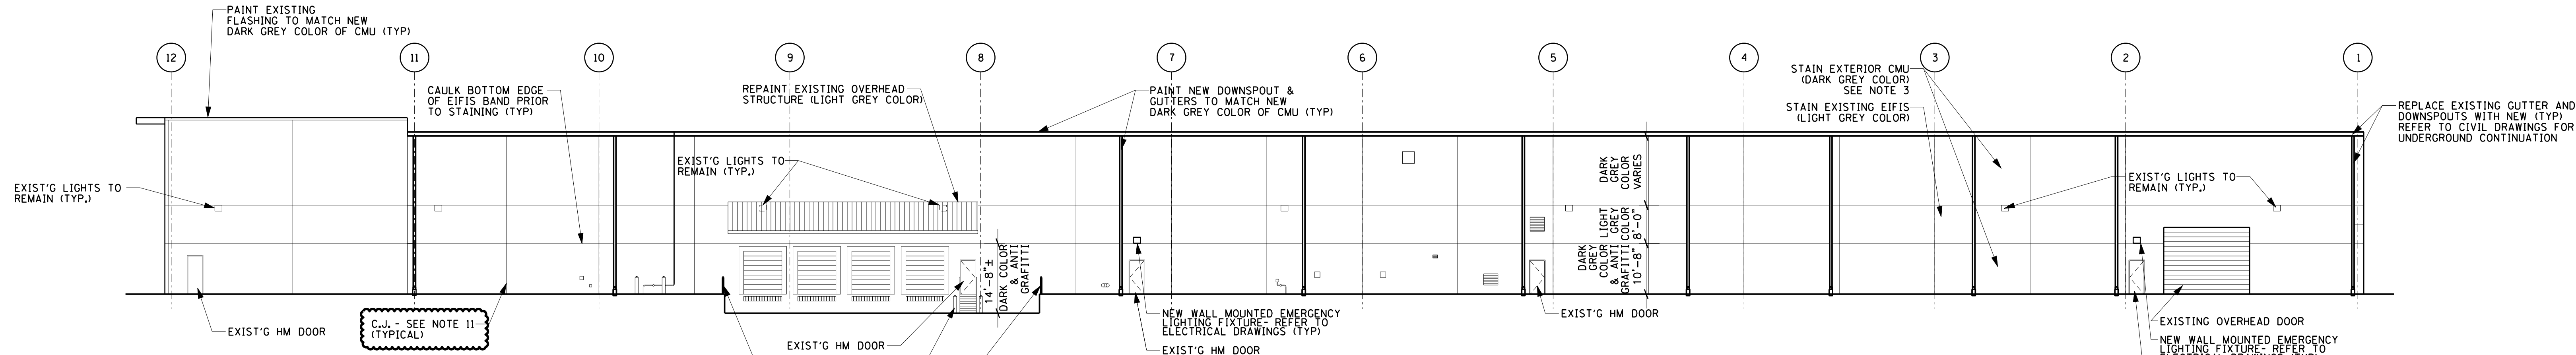 PAINT EXISTING
FLASHING TO MATCH NEW
DARK GREY COLOR OF CMU (TYP)
12
11
10
9
8
7
6
5
4
3
2
1
CAULK BOTTOM EDGE
OF EIFIS BAND PRIOR
TO STAINING (TYP)
REPAINT EXISTING OVERHEAD
STRUCTURE (LIGHT GREY COLOR)
PAINT NEW DOWNSPOUT &
GUTTERS TO MATCH NEW
DARK GREY COLOR OF CMU (TYP)
STAIN EXTERIOR CMU
(DARK GREY COLOR)
SEE NOTE 3
STAIN EXISTING EIFIS
(LIGHT GREY COLOR)
REPLACE EXISTING GUTTER AND
DOWNSPOUTS WITH NEW (TYP)
REFER TO CIVIL DRAWINGS FOR
UNDERGROUND CONTINUATION
EXIST'G LIGHTS TO
REMAIN (TYP.)
EXIST'G LIGHTS TO
REMAIN (TYP.)
DARK
GREY
COLOR
VARIES
LIGHT
GREY
COLOR
8'-0"
DARK
GREY
COLOR
& ANTI
GRAFITTI
10'-8"
EXIST'G LIGHTS TO
REMAIN (TYP.)
14'-8"±
DARK COLOR
& ANTI
GRAFITTI
EXIST'G HM DOOR
C.J. - SEE NOTE 11
(TYPICAL)
EXIST'G HM DOOR
NEW WALL MOUNTED EMERGENCY
LIGHTING FIXTURE- REFER TO
ELECTRICAL DRAWINGS (TYP)
EXIST'G HM DOOR
EXIST'G HM DOOR
EXISTING OVERHEAD DOOR
NEW WALL MOUNTED EMERGENCY
LIGHTING FIXTURE- REFER TO